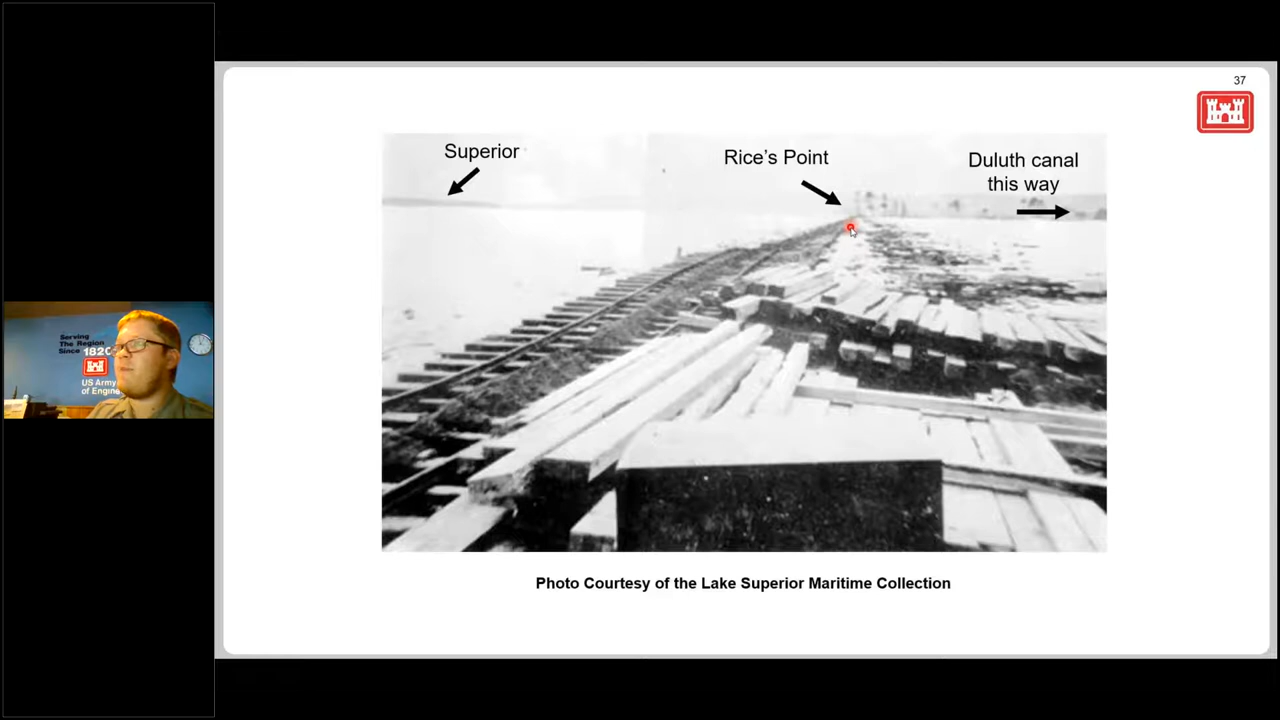 37
Superior
Rice's Point
Duluth canal
this way
Photo Courtesy of the Lake Superior Maritime Collection
Serving
The Region
Since 1820
US Army
of Engine